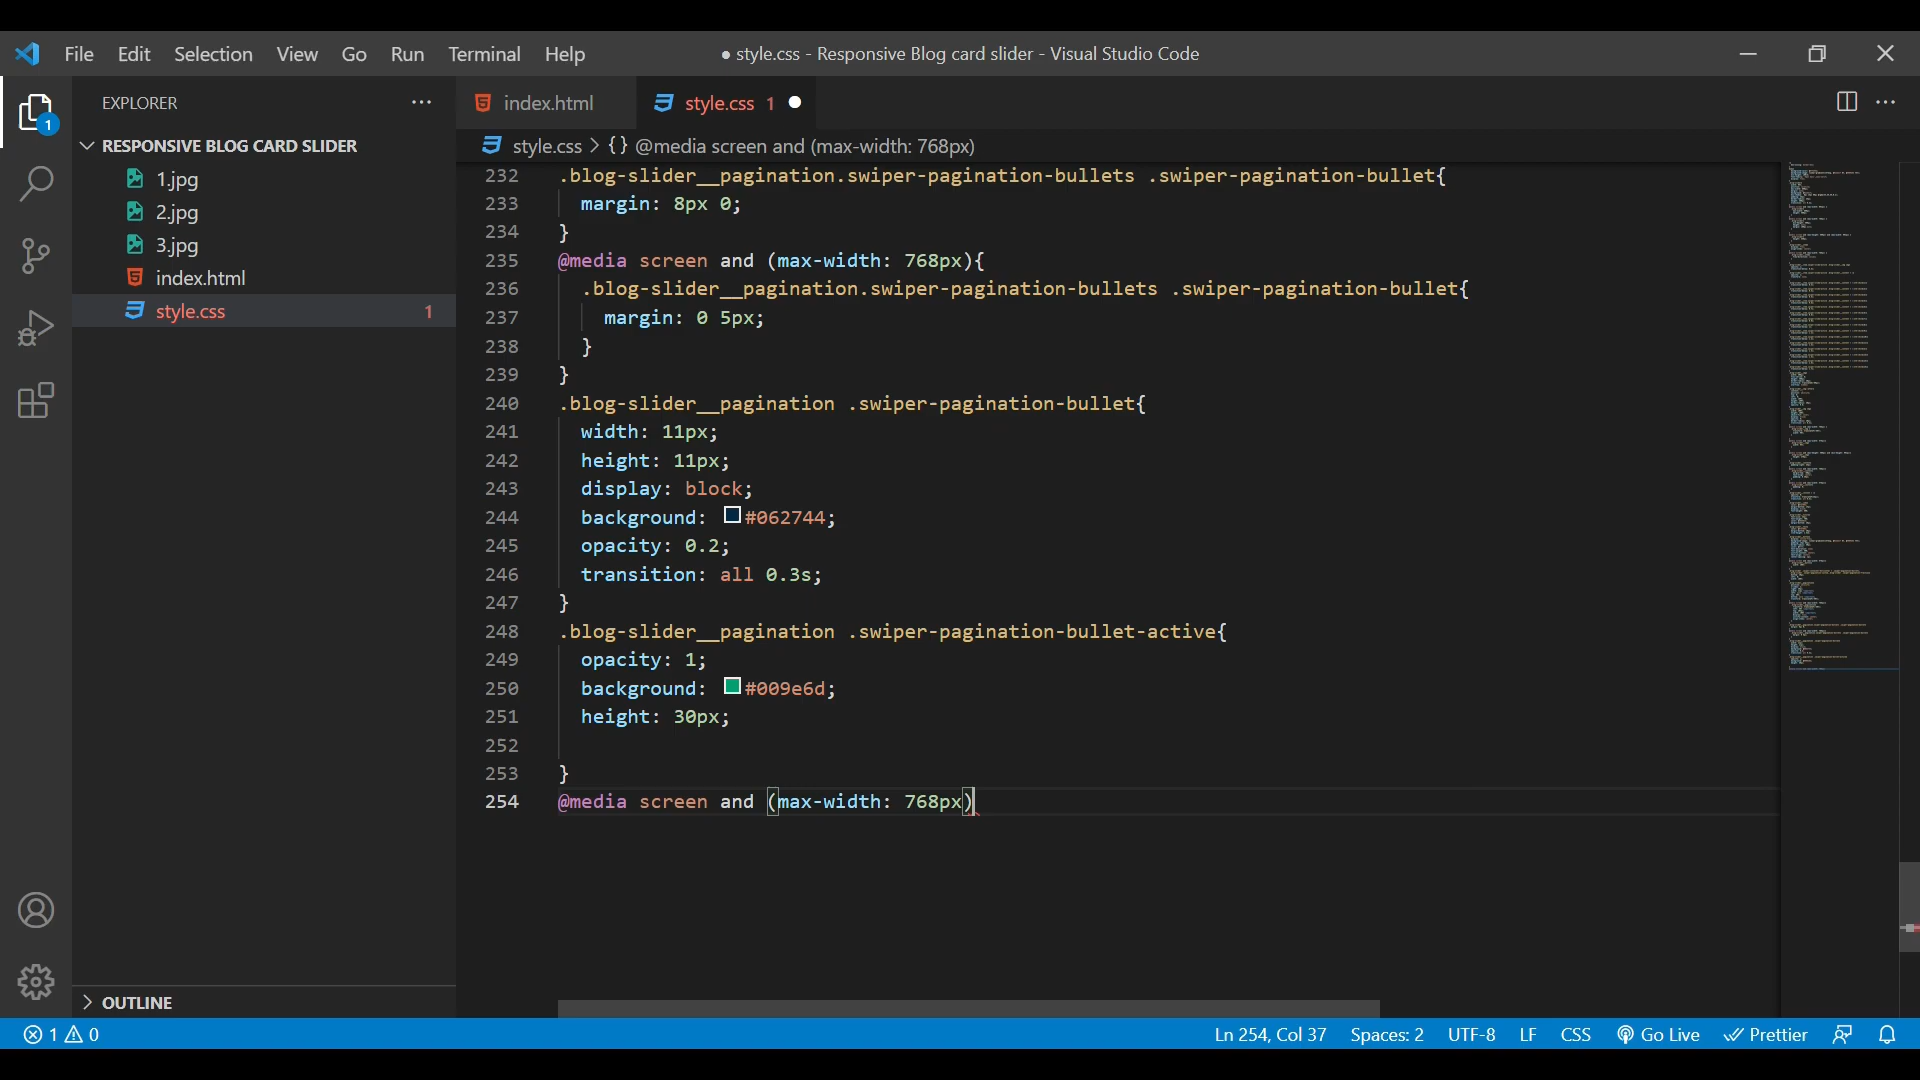 File Edit Selection View Go Run Terminal Help
● style.css - Responsive Blog card slider - Visual Studio Code
EXPLORER
index.html
style.css 1
RESPONSIVE BLOG CARD SLIDER
style.css > {} @media screen and (max-width: 768px)
1.jpg
2.jpg
3.jpg
index.html
style.css 1
1
232 .blog-slider__pagination.swiper-pagination-bullets .swiper-pagination-bullet{
233 margin: 8px 0;
234 }
235 @media screen and (max-width: 768px){
236 .blog-slider__pagination.swiper-pagination-bullets .swiper-pagination-bullet{
237 margin: 0 5px;
238 }
239 }
240 .blog-slider__pagination .swiper-pagination-bullet{
241 width: 11px;
242 height: 11px;
243 display: block;
244 background: #062744;
245 opacity: 0.2;
246 transition: all 0.3s;
247 }
248 .blog-slider__pagination .swiper-pagination-bullet-active{
249 opacity: 1;
250 background: #009e6d;
251 height: 30px;
252
253 }
254 @media screen and (max-width: 768px)
OUTLINE
1 0
Ln 254, Col 37 Spaces: 2 UTF-8 LF CSS Go Live Prettier